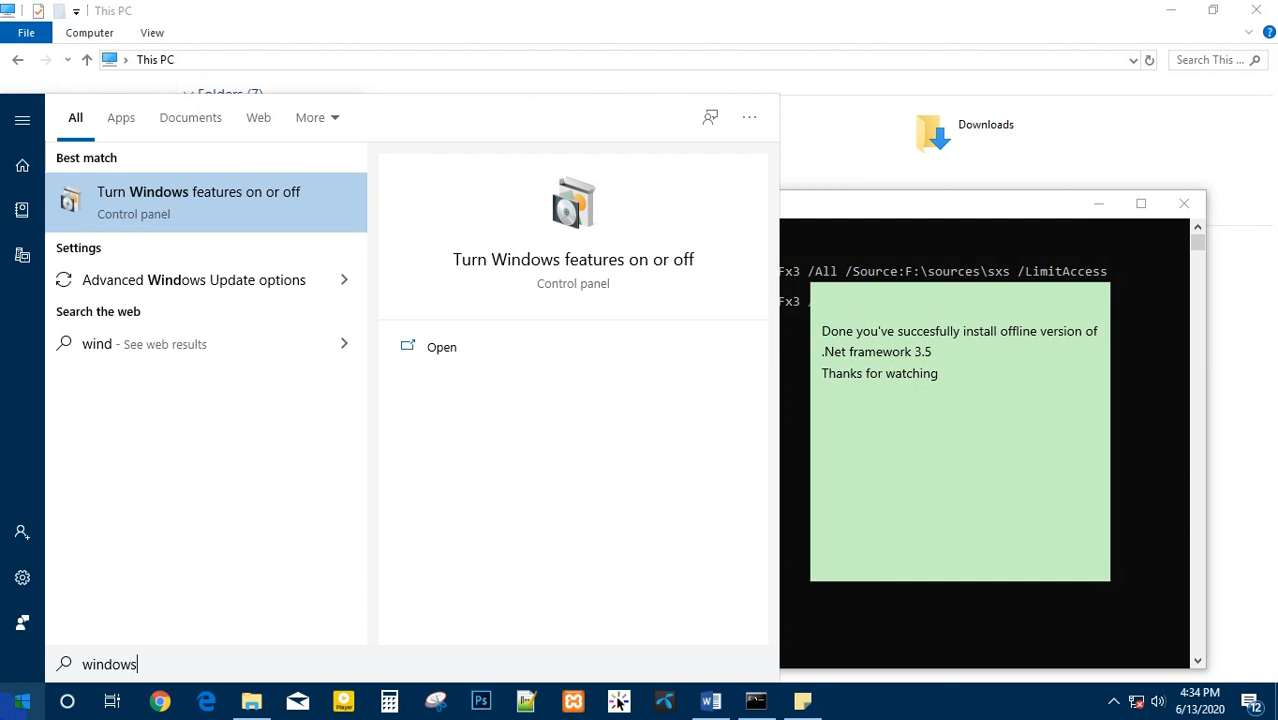 This PC
File
Computer
View
This PC
Search This ...
Folders (7)
All
Apps
Documents
Web
More
Downloads
Best match
Turn Windows features on or off
Control panel
Settings
Advanced Windows Update options
Search the web
wind - See web results
Turn Windows features on or off
Control panel
Open
Fx3 /All /Source:F:\sources\sxs /LimitAccess
Fx3 /
Done you've succesfully install offline version of
.Net framework 3.5
Thanks for watching
windows
Player
Ps
4:34 PM
6/13/2020
12